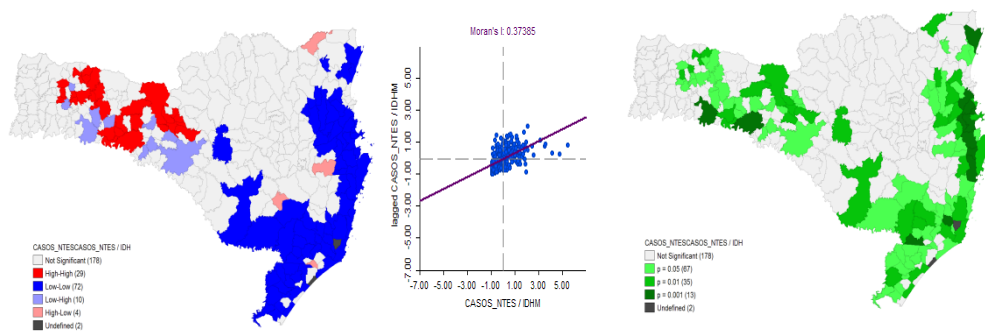 CASOS_NTESCASOS_NTES / IDH
Not Significant (178)
High-High (29)
Low-Low (72)
Low-High (10)
High-Low (4)
Undefined (2)
Moran's I: 0.37385
lagged CASOS_NTES / IDHM
5.00
3.00
1.00
-1.00
-3.00
-5.00
-7.00
-7.00 -5.00 -3.00 -1.00 1.00 3.00 5.00
CASOS_NTES / IDHM
CASOS_NTESCASOS_NTES / IDH
Not Significant (178)
p = 0.05 (67)
p = 0.01 (35)
p = 0.001 (13)
Undefined (2)